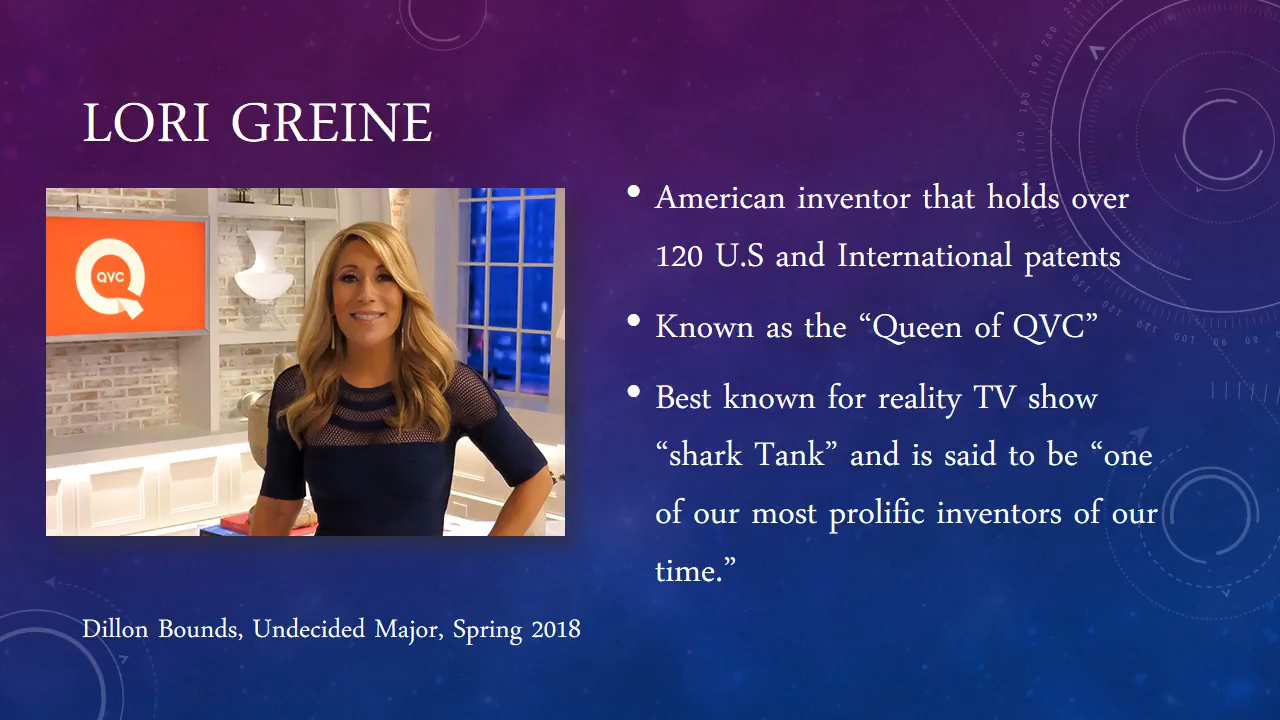 LORI GREINE
QVC
• American inventor that holds over
120 U.S and International patents
• Known as the “Queen of QVC”
• Best known for reality TV show
“shark Tank” and is said to be “one
of our most prolific inventors of our
time.”
Dillon Bounds, Undecided Major, Spring 2018